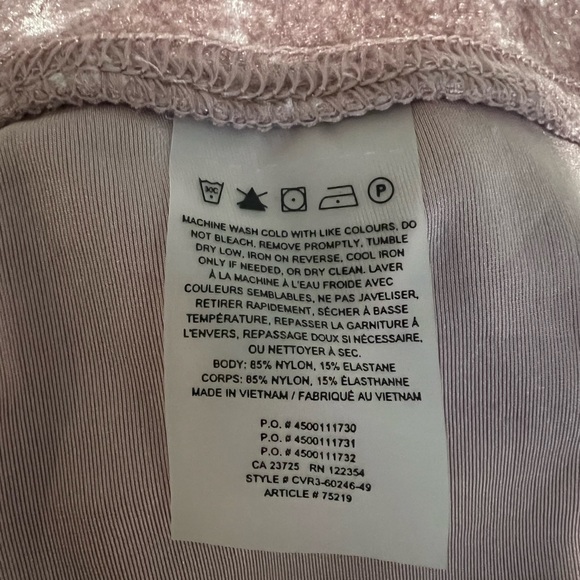 30C
P
MACHINE WASH COLD WITH LIKE COLOURS, DO
NOT BLEACH, REMOVE PROMPTLY, TUMBLE
DRY LOW, IRON ON REVERSE, COOL IRON
ONLY IF NEEDED, OR DRY CLEAN. LAVER
À LA MACHINE À L'EAU FROIDE AVEC
COULEURS SEMBLABLES, NE PAS JAVELISER,
RETIRER RAPIDEMENT, SÉCHER À BASSE
TEMPÉRATURE, REPASSER LA GARNITURE À
L'ENVERS, REPASSAGE DOUX SI NÉCESSAIRE,
OU NETTOYER À SEC.
BODY: 85% NYLON, 15% ELASTANE
CORPS: 85% NYLON, 15% ÉLASTHANNE
MADE IN VIETNAM / FABRIQUÉ AU VIETNAM
P.O. # 4500111730
P.O. # 4500111731
P.O. # 4500111732
CA 23725 RN 122354
STYLE # CVR3-60246-49
ARTICLE # 75219